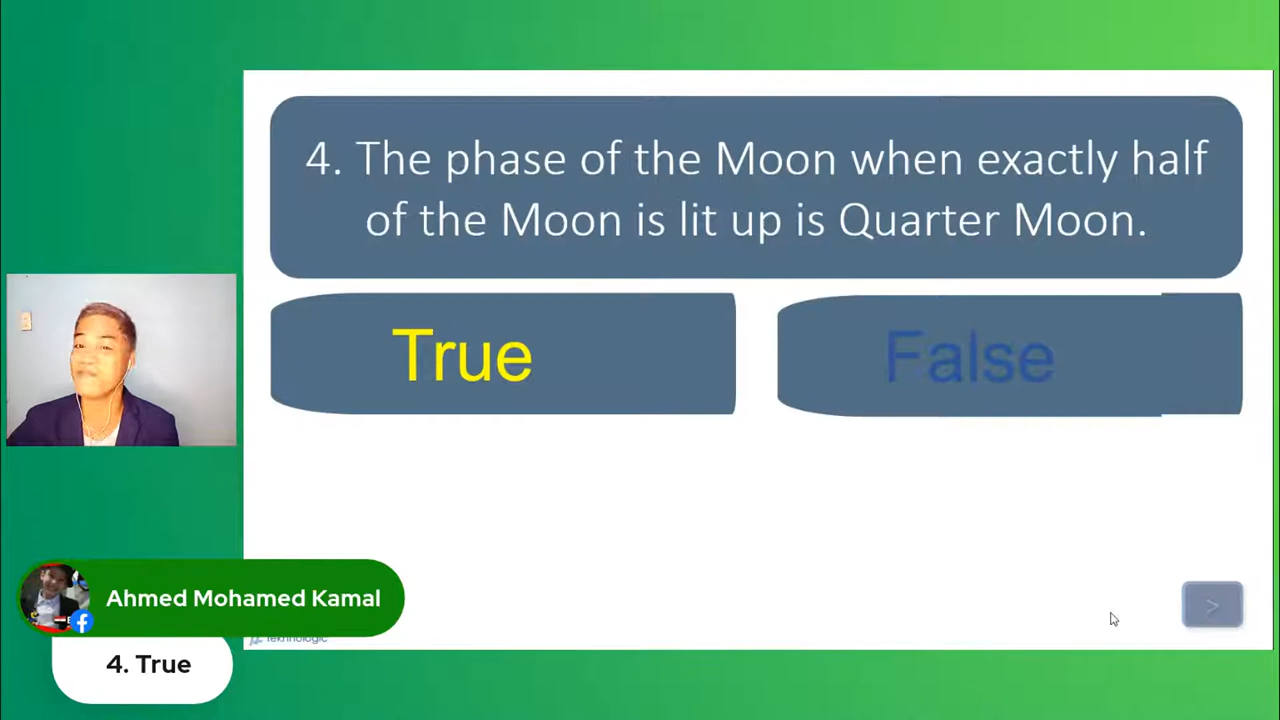 4. The phase of the Moon when exactly half
of the Moon is lit up is Quarter Moon.
True
False
>
Ahmed Mohamed Kamal
4. True